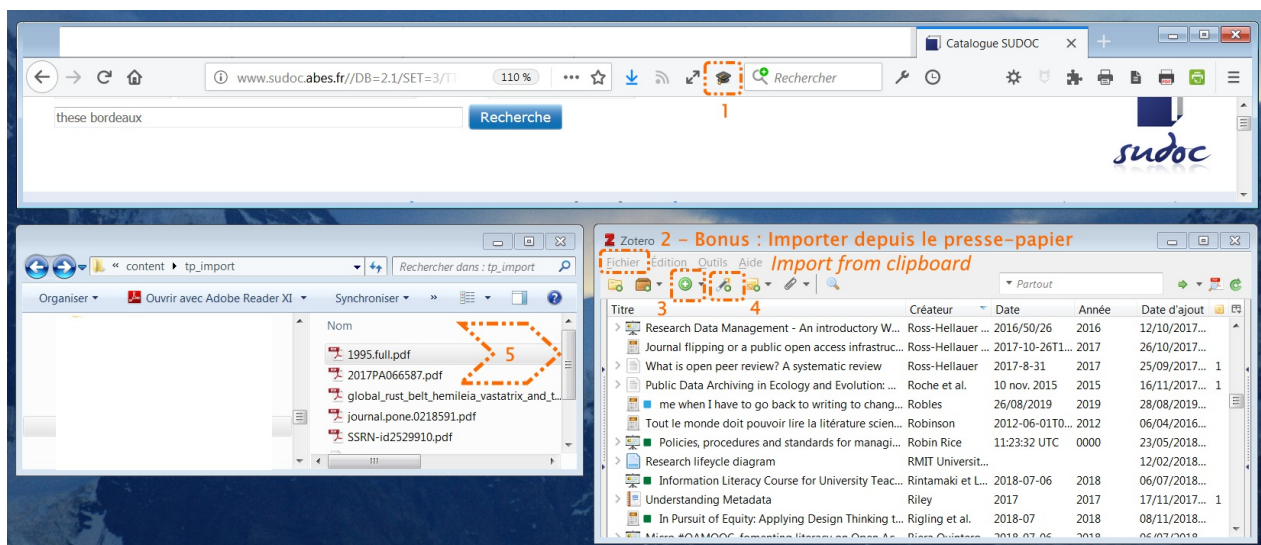 Catalogue SUDOC
www.sudoc.abes.fr//DB=2.1/SET=3/
110 %
Rechercher
1
these bordeaux
Recherche
sudoc
« content tp_import
Rechercher dans : tp_import
Organiser
Ouvrir avec Adobe Reader XI
Synchroniser
»
Nom
1995.full.pdf
5
2017PA066587.pdf
global_rust_belt_hemileia_vastatrix_and_t...
journal.pone.0218591.pdf
SSRN-id2529910.pdf
Zotero 2 – Bonus : Importer depuis le presse-papier
Fichier Édition Outils Aide Import from clipboard
Partout
3 4
Titre Créateur Date Année Date d'ajout
Research Data Management - An introductory W... Ross-Hellauer ... 2016/50/26 2016 12/10/2017...
Journal flipping or a public open access infrastruc... Ross-Hellauer ... 2017-10-26T1... 2017 26/10/2017...
What is open peer review? A systematic review Ross-Hellauer 2017-8-31 2017 25/09/2017... 1
Public Data Archiving in Ecology and Evolution: ... Roche et al. 10 nov. 2015 2015 16/11/2017... 1
me when I have to go back to writing to chang... Robles 26/08/2019 2019 28/08/2019...
Tout le monde doit pouvoir lire la litérature scien... Robinson 2012-06-01T0... 2012 06/04/2016...
Policies, procedures and standards for managi... Robin Rice 11:23:32 UTC 0000 23/05/2018...
Research lifeycle diagram RMIT Universit... 12/02/2018...
Information Literacy Course for University Teac... Rintamaki et L... 2018-07-06 2018 06/07/2018...
Understanding Metadata Riley 2017 2017 17/11/2017... 1
In Pursuit of Equity: Applying Design Thinking t... Rigling et al. 2018-07 2018 08/11/2018...